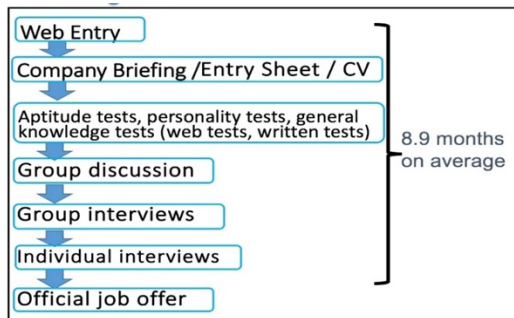 Web Entry
Company Briefing /Entry Sheet / CV
Aptitude tests, personality tests, general
knowledge tests (web tests, written tests)
Group discussion
Group interviews
Individual interviews
Official job offer
8.9 months
on average